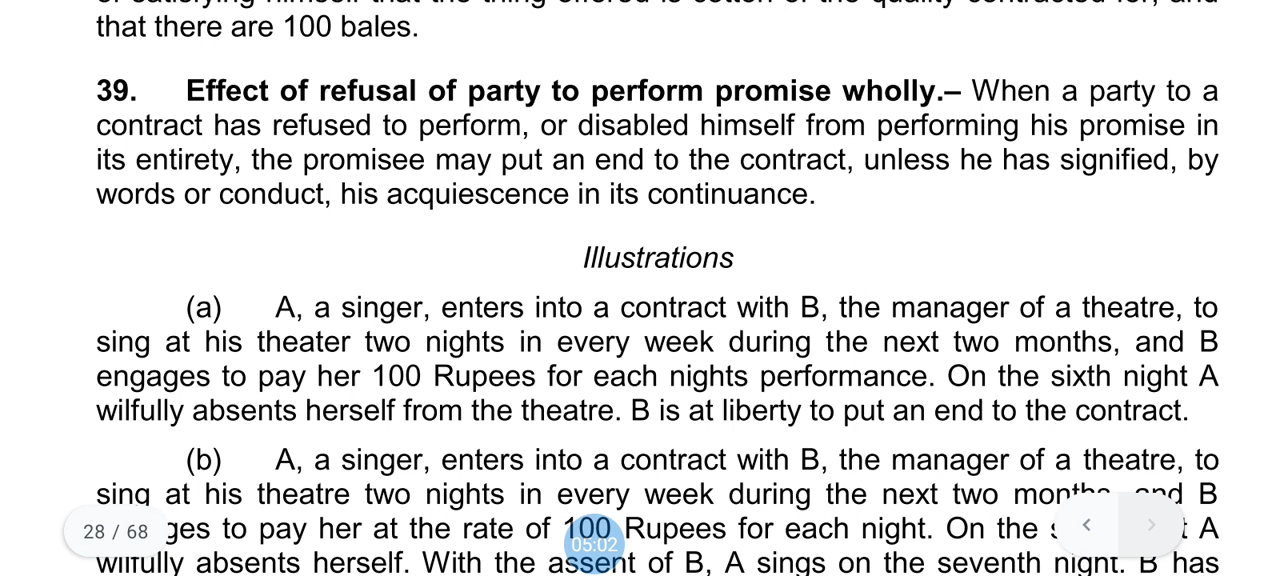 that there are 100 bales.
39. Effect of refusal of party to perform promise wholly.– When a party to a
contract has refused to perform, or disabled himself from performing his promise in
its entirety, the promisee may put an end to the contract, unless he has signified, by
words or conduct, his acquiescence in its continuance.
Illustrations
(a) A, a singer, enters into a contract with B, the manager of a theatre, to
sing at his theater two nights in every week during the next two months, and B
engages to pay her 100 Rupees for each nights performance. On the sixth night A
wilfully absents herself from the theatre. B is at liberty to put an end to the contract.
(b) A, a singer, enters into a contract with B, the manager of a theatre, to
sing at his theatre two nights in every week during the next two months, and B
28 / 68 ges to pay her at the rate of 100 Rupees for each night. On the A
05:02
wilfully absents herself. With the assent of B, A sings on the seventh night. B has